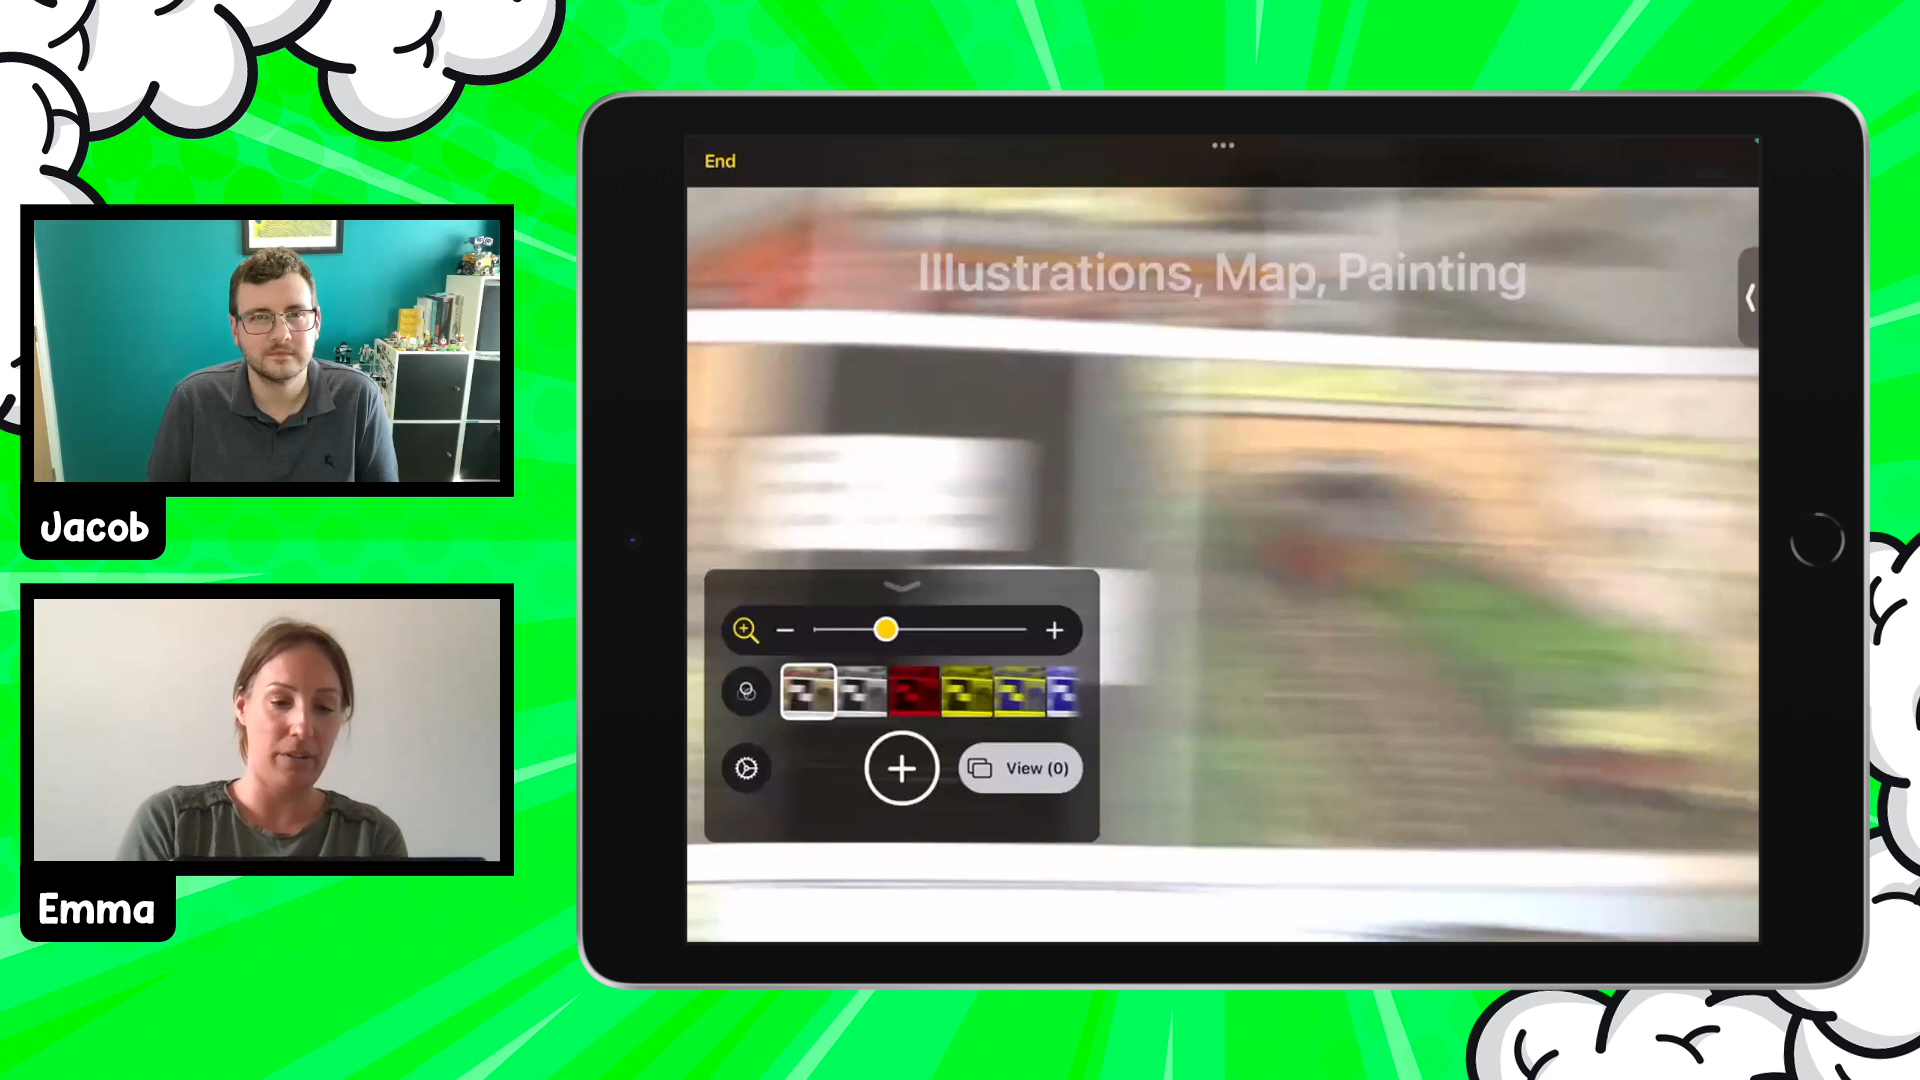 End
Illustrations, Map, Painting
View (0)
Jacob
Emma